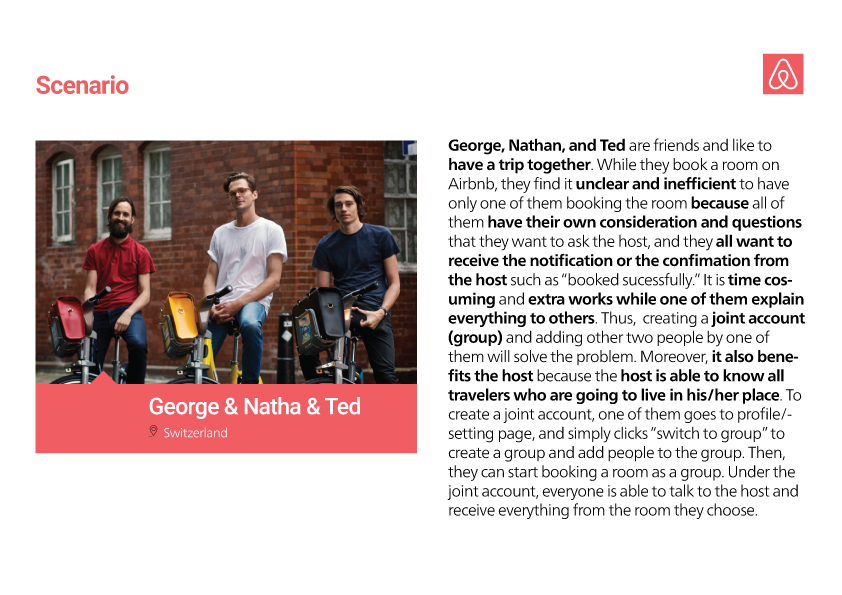 Scenario
George & Natha & Ted
Switzerland
George, Nathan, and Ted are friends and like to
have a trip together. While they book a room on
Airbnb, they find it unclear and inefficient to have
only one of them booking the room because all of
them have their own consideration and questions
that they want to ask the host, and they all want to
receive the notification or the confimation from
the host such as “booked sucessfully.” It is time cos-
uming and extra works while one of them explain
everything to others. Thus,  creating a joint account
(group) and adding other two people by one of
them will solve the problem. Moreover, it also bene-
fits the host because the host is able to know all
travelers who are going to live in his/her place. To
create a joint account, one of them goes to profile/-
setting page, and simply clicks “switch to group” to
create a group and add people to the group. Then,
they can start booking a room as a group. Under the
joint account, everyone is able to talk to the host and
receive everything from the room they choose.